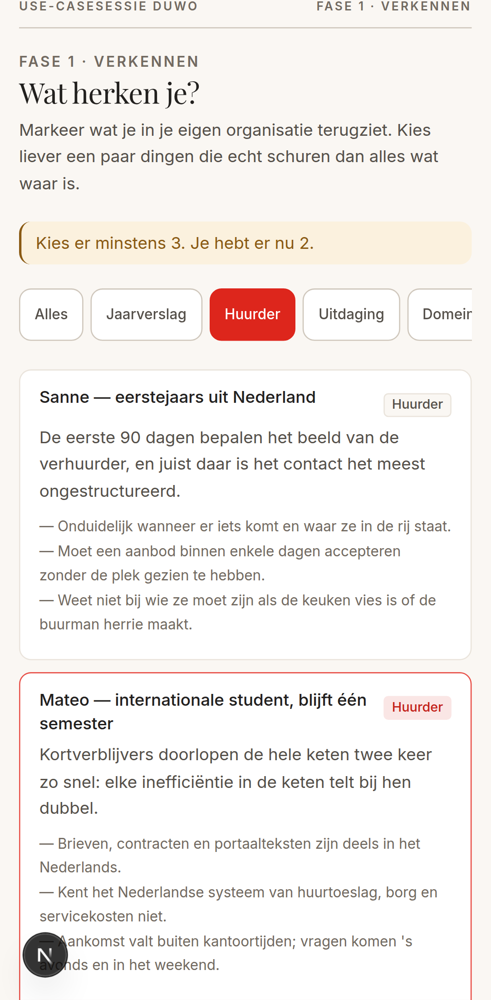 USE-CASESESSIE DUWO
FASE 1 · VERKENNEN
FASE 1 · VERKENNEN
Wat herken je?
Markeer wat je in je eigen organisatie terugziet. Kies
liever een paar dingen die echt schuren dan alles wat
waar is.
Kies er minstens 3. Je hebt er nu 2.
Alles
Jaarverslag
Huurder
Uitdaging
Domein
Sanne — eerstejaars uit Nederland
Huurder
De eerste 90 dagen bepalen het beeld van de
verhuurder, en juist daar is het contact het meest
ongestructureerd.
— Onduidelijk wanneer er iets komt en waar ze in de rij staat.
— Moet een aanbod binnen enkele dagen accepteren
zonder de plek gezien te hebben.
— Weet niet bij wie ze moet zijn als de keuken vies is of de
buurman herrie maakt.
Mateo — internationale student, blijft één
semester
Huurder
Kortverblijvers doorlopen de hele keten twee keer
zo snel: elke inefficiëntie in de keten telt bij hen
dubbel.
— Brieven, contracten en portaalteksten zijn deels in het
Nederlands.
— Kent het Nederlandse systeem van huurtoeslag, borg en
servicekosten niet.
— Aankomst valt buiten kantoortijden; vragen komen 's
avonds en in het weekend.
N